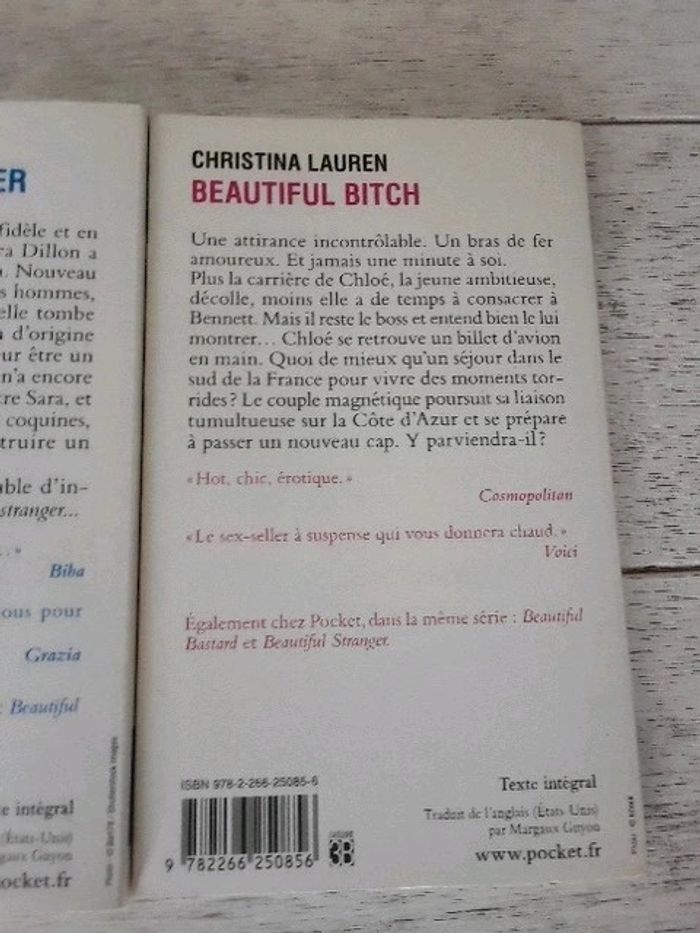 ER
fidèle et en
ra Dillon a
. Nouveau
s hommes,
elle tombe
d'origine
ur être un
n'a encore
tre Sara, et
coquines,
truire un
able d'in-
stranger...
. . »
Biba
ous pour
Grazia
: Beautiful
e intégral
(États-Unis)
rgaux Guyon
ocket.fr
CHRISTINA LAUREN
BEAUTIFUL BITCH
Une attirance incontrôlable. Un bras de fer
amoureux. Et jamais une minute à soi.
Plus la carrière de Chloé, la jeune ambitieuse,
décolle, moins elle a de temps à consacrer à
Bennett. Mais il reste le boss et entend bien le lui
montrer... Chloé se retrouve un billet d'avion
en main. Quoi de mieux qu'un séjour dans le
sud de la France pour vivre des moments tor-
rides ? Le couple magnétique poursuit sa liaison
tumultueuse sur la Côte d'Azur et se prépare
à passer un nouveau cap. Y parviendra-il ?
« Hot, chic, érotique. »
Cosmopolitan
« Le sex-seller à suspense qui vous donnera chaud. »
Voici
Également chez Pocket, dans la même série : Beautiful
Bastard et Beautiful Stranger.
ISBN 978-2-266-25085-6
9 782266 250856
Texte intégral
Traduit de l'anglais (États-Unis)
par Margaux Guyon
www.pocket.fr